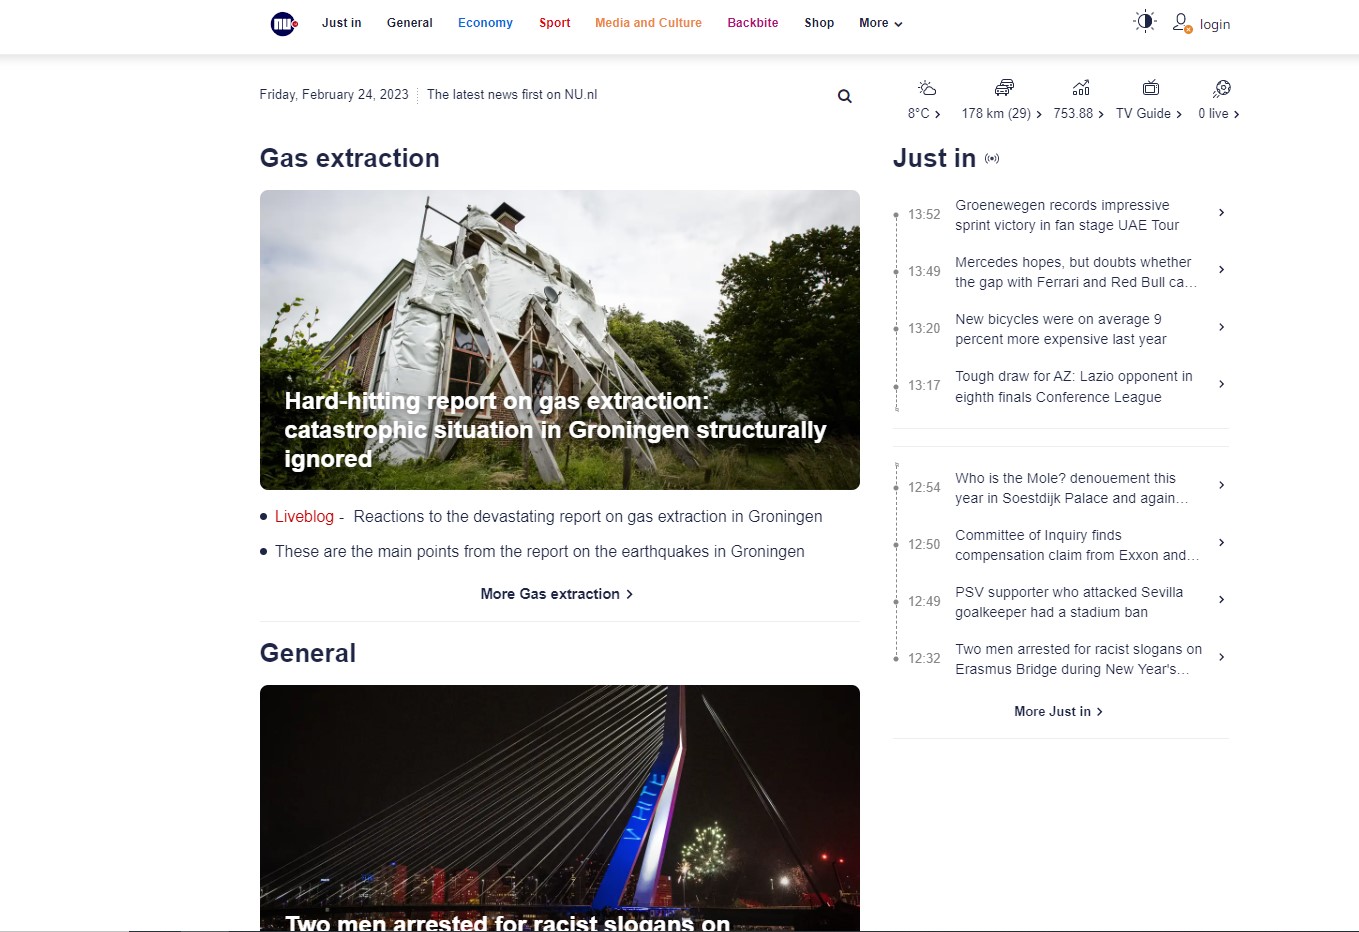 NU
Just in
General
Economy
Sport
Media and Culture
Backbite
Shop
More
login
Friday, February 24, 2023
The latest news first on NU.nl
8°C
178 km (29)
753.88
TV Guide
0 live
Gas extraction
Hard-hitting report on gas extraction:
catastrophic situation in Groningen structurally
ignored
Liveblog - Reactions to the devastating report on gas extraction in Groningen
These are the main points from the report on the earthquakes in Groningen
More Gas extraction
General
WHITE
Two men arrested for racist slogans on
Just in
13:52
Groenewegen records impressive
sprint victory in fan stage UAE Tour
13:49
Mercedes hopes, but doubts whether
the gap with Ferrari and Red Bull ca...
13:20
New bicycles were on average 9
percent more expensive last year
13:17
Tough draw for AZ: Lazio opponent in
eighth finals Conference League
12:54
Who is the Mole? denouement this
year in Soestdijk Palace and again...
12:50
Committee of Inquiry finds
compensation claim from Exxon and...
12:49
PSV supporter who attacked Sevilla
goalkeeper had a stadium ban
12:32
Two men arrested for racist slogans on
Erasmus Bridge during New Year's...
More Just in